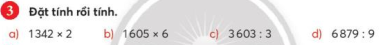 3 Đặt tính rồi tính.
a) 1342 × 2 b) 1605 × 6 c) 3603 : 3 d) 6879 : 9